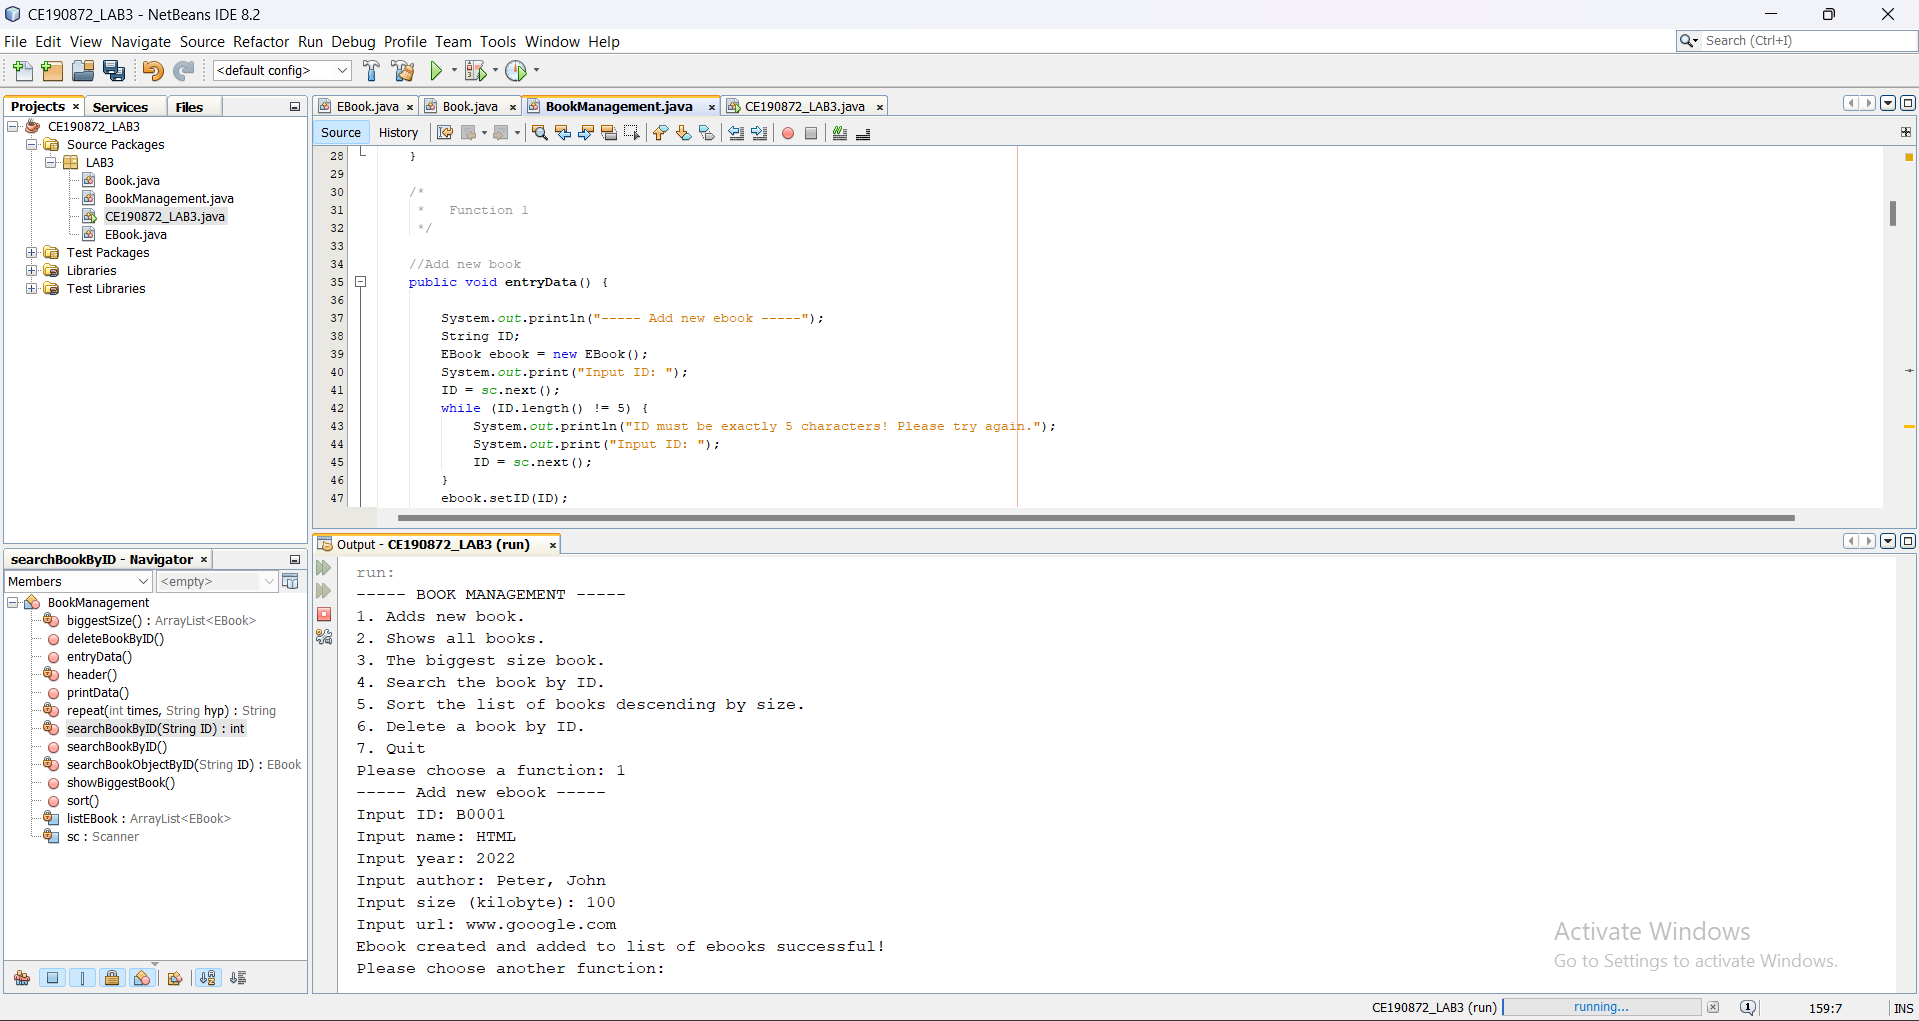 CE190872_LAB3 - NetBeans IDE 8.2
File Edit View Navigate Source Refactor Run Debug Profile Team Tools Window Help
Search (Ctrl+I)
<default config>
Projects Services Files
CE190872_LAB3
Source Packages
LAB3
Book.java
BookManagement.java
CE190872_LAB3.java
EBook.java
Test Packages
Libraries
Test Libraries
EBook.java Book.java BookManagement.java CE190872_LAB3.java
Source History
28 }
29
30 /*
31 * Function 1
32 */
33
34 //Add new book
35 public void entryData() {
36
37 System.out.println("----- Add new ebook -----");
38 String ID;
39 EBook ebook = new EBook();
40 System.out.print("Input ID: ");
41 ID = sc.next();
42 while (ID.length() != 5) {
43 System.out.println("ID must be exactly 5 characters! Please try again.");
44 System.out.print("Input ID: ");
45 ID = sc.next();
46 }
47 ebook.setID(ID);
searchBookByID - Navigator
Members <empty>
BookManagement
biggestSize() : ArrayList<EBook>
deleteBookByID()
entryData()
header()
printData()
repeat(int times, String hyp) : String
searchBookByID(String ID) : int
searchBookByID()
searchBookObjectByID(String ID) : EBook
showBiggestBook()
sort()
listEBook : ArrayList<EBook>
sc : Scanner
Output - CE190872_LAB3 (run)
run:
----- BOOK MANAGEMENT -----
1. Adds new book.
2. Shows all books.
3. The biggest size book.
4. Search the book by ID.
5. Sort the list of books descending by size.
6. Delete a book by ID.
7. Quit
Please choose a function: 1
----- Add new ebook -----
Input ID: B0001
Input name: HTML
Input year: 2022
Input author: Peter, John
Input size (kilobyte): 100
Input url: www.gooogle.com
Ebook created and added to list of ebooks successful!
Please choose another function:
Activate Windows
Go to Settings to activate Windows.
CE190872_LAB3 (run) running... 1 159:7 INS